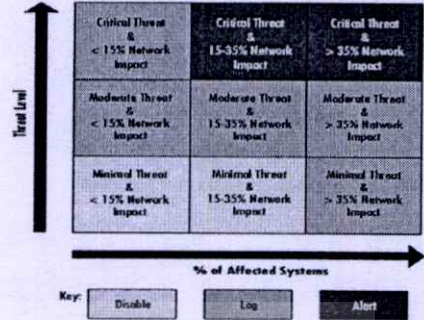 Critical Threat
&
< 15% Network
Impact
Critical Threat
&
15-35% Network
Impact
Critical Threat
&
> 35% Network
Impact
Moderate Threat
&
< 15% Network
Impact
Moderate Threat
&
15-35% Network
Impact
Moderate Threat
&
> 35% Network
Impact
Minimal Threat
&
< 15% Network
Impact
Minimal Threat
&
15-35% Network
Impact
Minimal Threat
&
> 35% Network
Impact
Threat Level
% of Affected Systems
Key:
Disable
Log
Alert